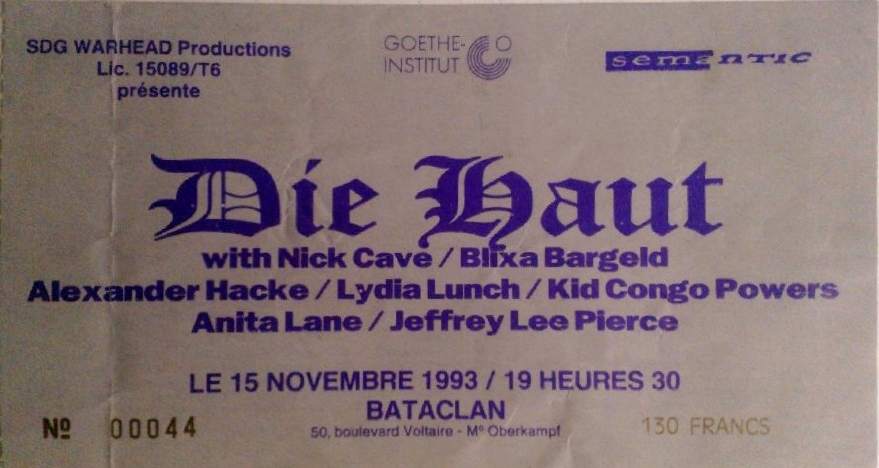 SDG WARHEAD Productions
Lic. 15089/T6
présente
GOETHE-
INSTITUT
semantic
Die Haut
with Nick Cave / Blixa Bargeld
Alexander Hacke / Lydia Lunch / Kid Congo Powers
Anita Lane / Jeffrey Lee Pierce
LE 15 NOVEMBRE 1993 / 19 HEURES 30
BATACLAN
50, boulevard Voltaire - M° Oberkampf
Nº 00044
130 FRANCS